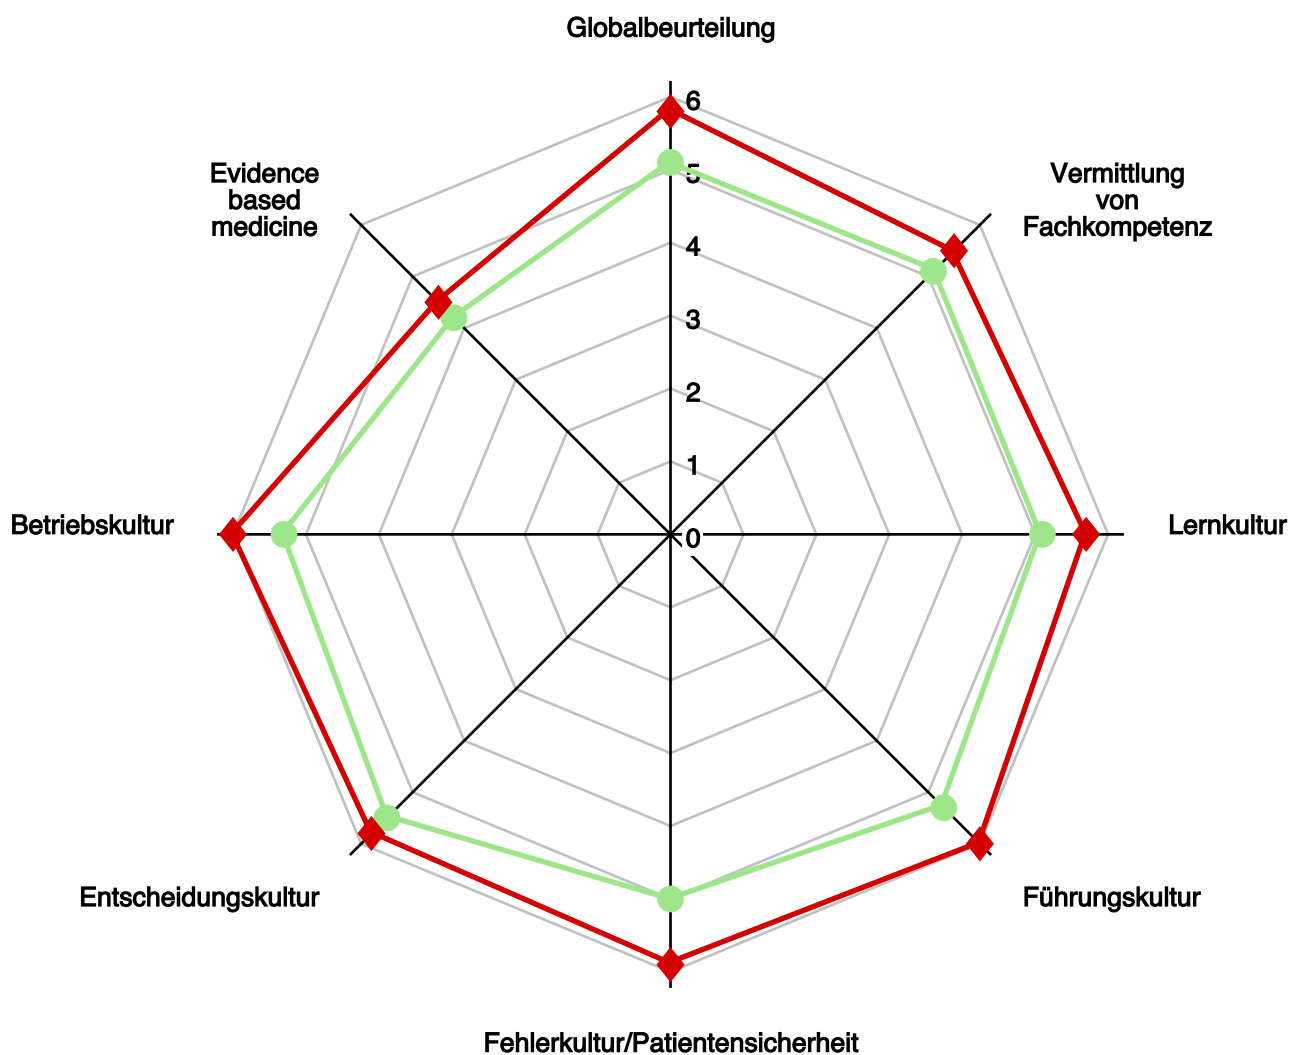 Globalbeurteilung
6
Evidence
based
medicine
5
Vermittlung
von
Fachkompetenz
4
3
2
1
Betriebskultur
0
Lernkultur
Entscheidungskultur
Führungskultur
Fehlerkultur/Patientensicherheit